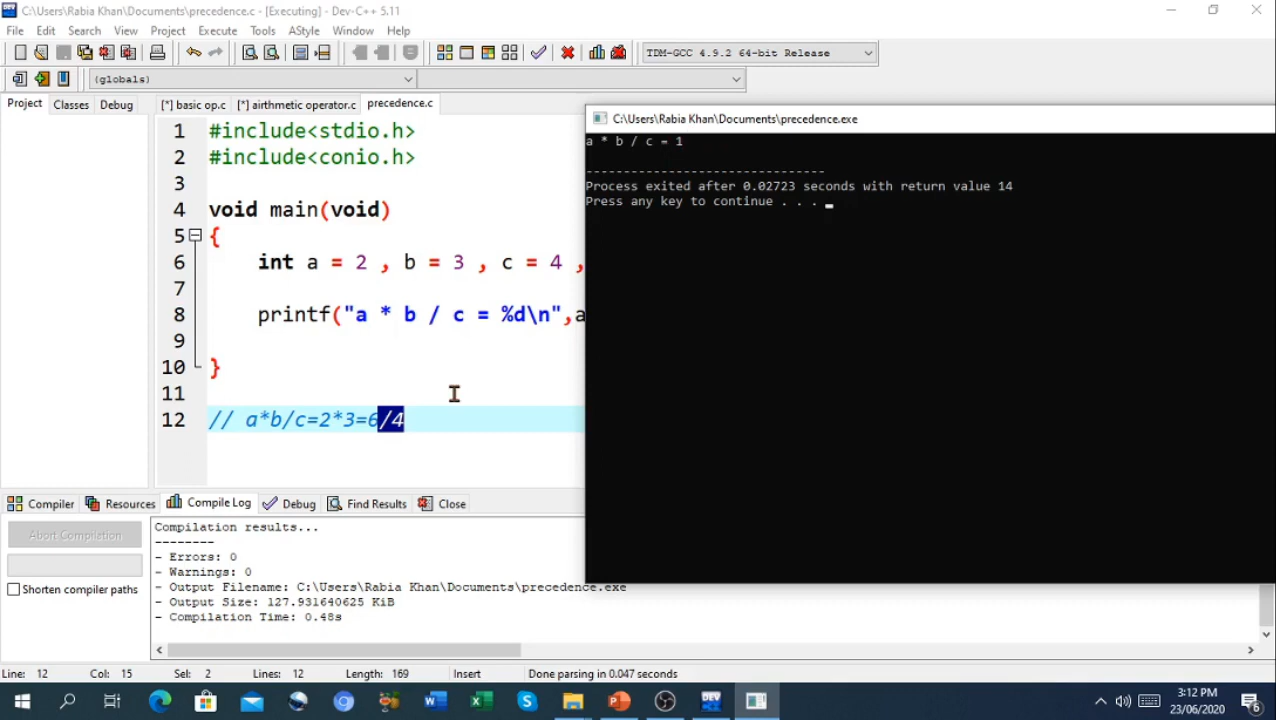 C:\Users\Rabia Khan\Documents\precedence.c - [Executing] - Dev-C++ 5.11
File Edit Search View Project Execute Tools AStyle Window Help
TDM-GCC 4.9.2 64-bit Release
(globals)
Project Classes Debug
[*] basic op.c [*] airthmetic operator.c precedence.c
1 #include<stdio.h>
2 #include<conio.h>
3
4 void main(void)
5 {
6 int a = 2 , b = 3 , c = 4 ,
7
8 printf("a * b / c = %d\n",a
9
10 }
11
12 // a*b/c=2*3=6/4
C:\Users\Rabia Khan\Documents\precedence.exe
a * b / c = 1
--------------------------------
Process exited after 0.02723 seconds with return value 14
Press any key to continue . . .
Compiler Resources Compile Log Debug Find Results Close
Abort Compilation
Shorten compiler paths
Compilation results...
--------
- Errors: 0
- Warnings: 0
- Output Filename: C:\Users\Rabia Khan\Documents\precedence.exe
- Output Size: 127.931640625 KiB
- Compilation Time: 0.48s
Line: 12 Col: 15 Sel: 2 Lines: 12 Length: 169 Insert Done parsing in 0.047 seconds
3:12 PM
23/06/2020
6